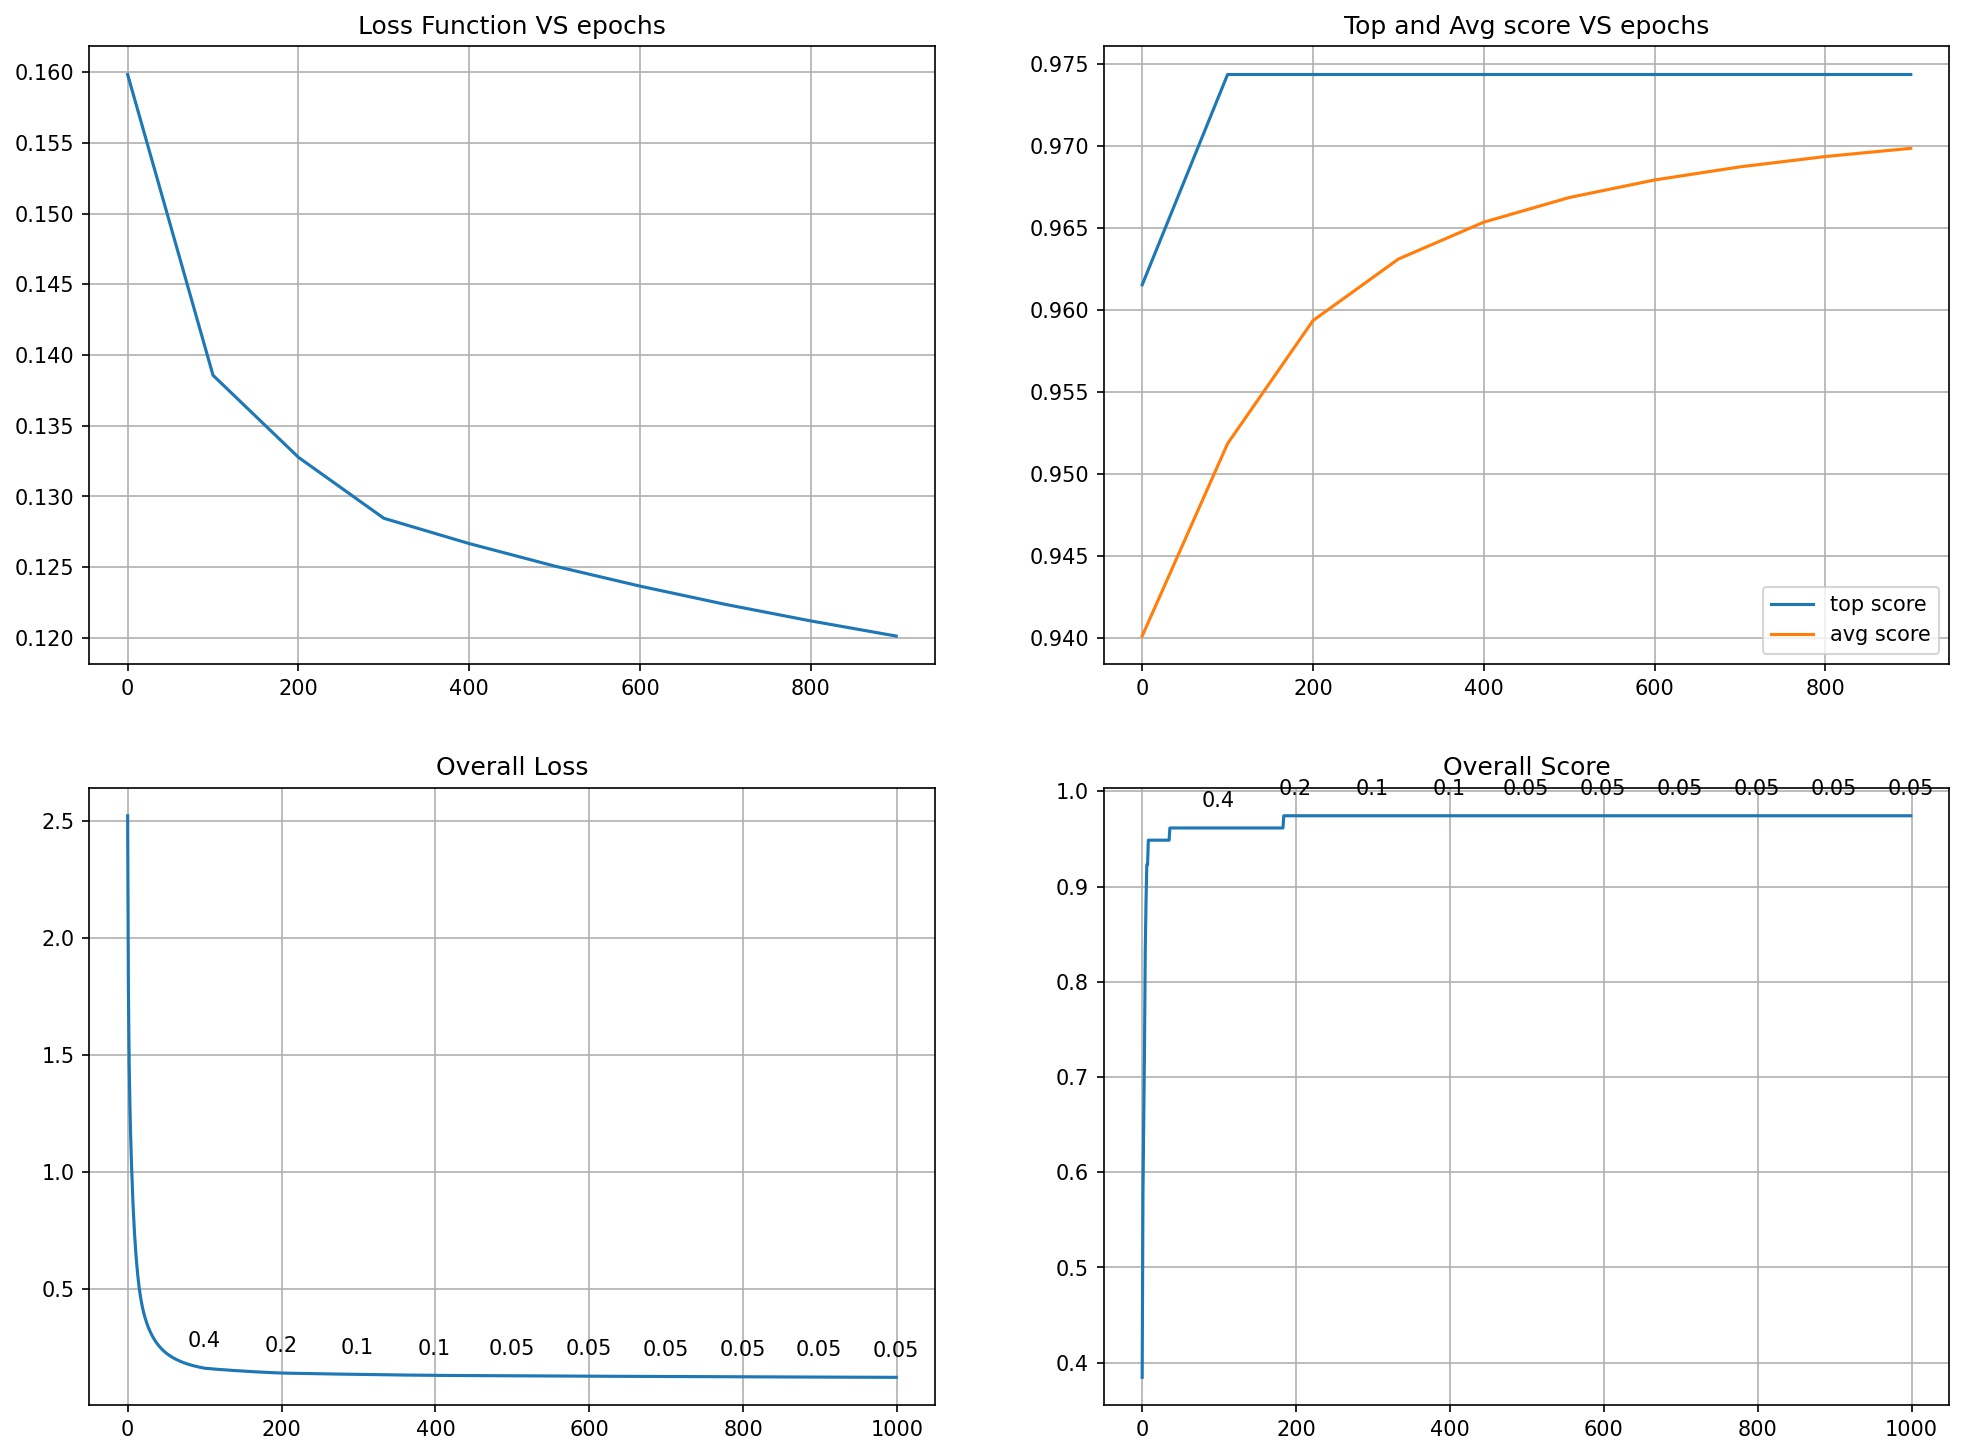 Loss Function VS epochs
0.160
0.155
0.150
0.145
0.140
0.135
0.130
0.125
0.120
0 200 400 600 800
Top and Avg score VS epochs
0.975
0.970
0.965
0.960
0.955
0.950
0.945
0.940
top score
avg score
0 200 400 600 800
Overall Loss
2.5
2.0
1.5
1.0
0.5
0.4 0.2 0.1 0.1 0.05 0.05 0.05 0.05 0.05 0.05
0 200 400 600 800 1000
Overall Score
1.0
0.9
0.8
0.7
0.6
0.5
0.4
0.4 0.2 0.1 0.1 0.05 0.05 0.05 0.05 0.05 0.05
0 200 400 600 800 1000